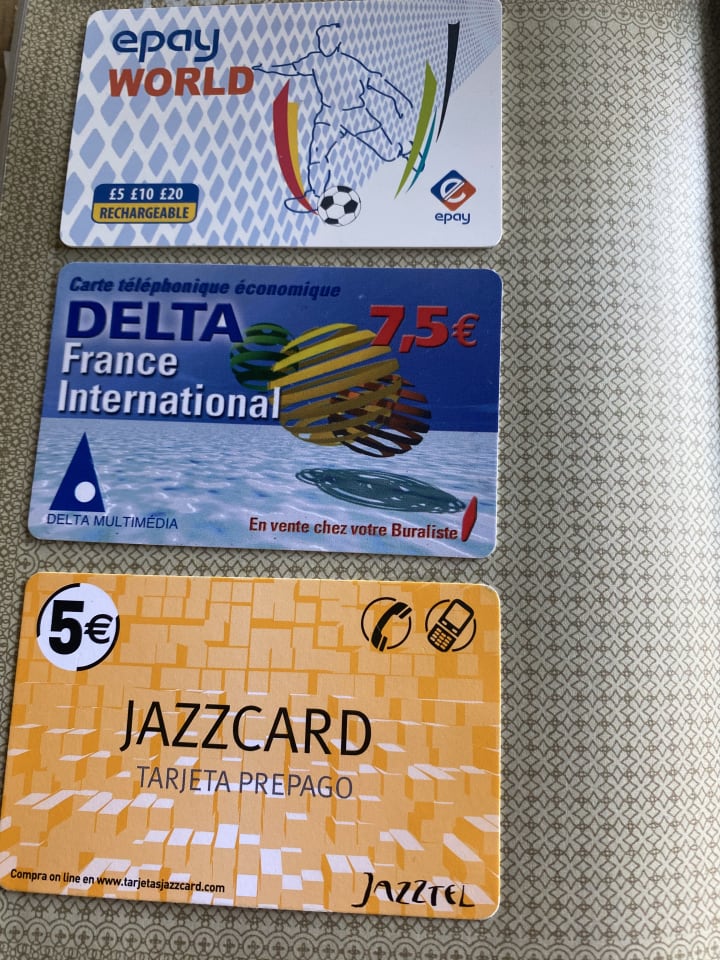 epay
WORLD
£5 £10 £20
RECHARGEABLE
epay
Carte téléphonique économique
DELTA
7,5€
France
International
DELTA MULTIMÉDIA
En vente chez votre Buraliste
5€
JAZZCARD
TARJETA PREPAGO
Compra on line en www.tarjetasjazzcard.com
JAZZTEL